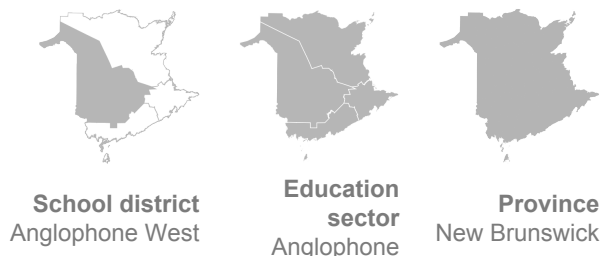 School district
Anglophone West
Education
sector
Anglophone
Province
New Brunswick